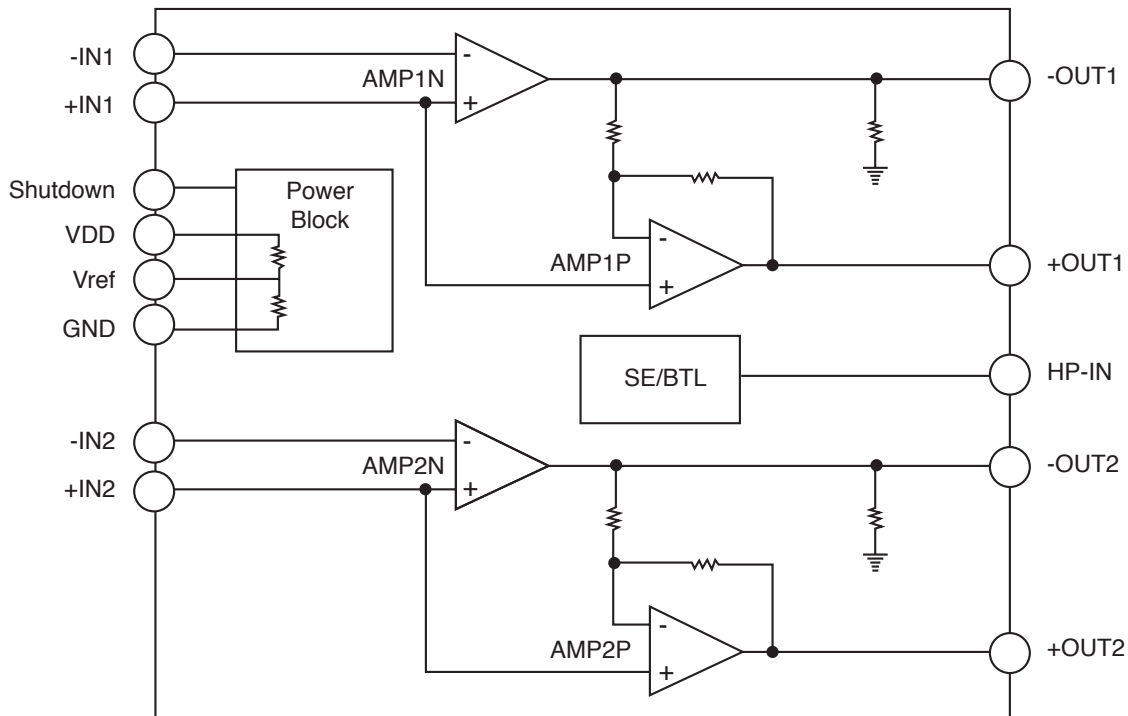 -IN1
-
AMP1N
+IN1
+
-OUT1
Shutdown
Power
Block
VDD
Vref
GND
-
AMP1P
+
+OUT1
SE/BTL
HP-IN
-IN2
-
AMP2N
+IN2
+
-OUT2
-
AMP2P
+
+OUT2